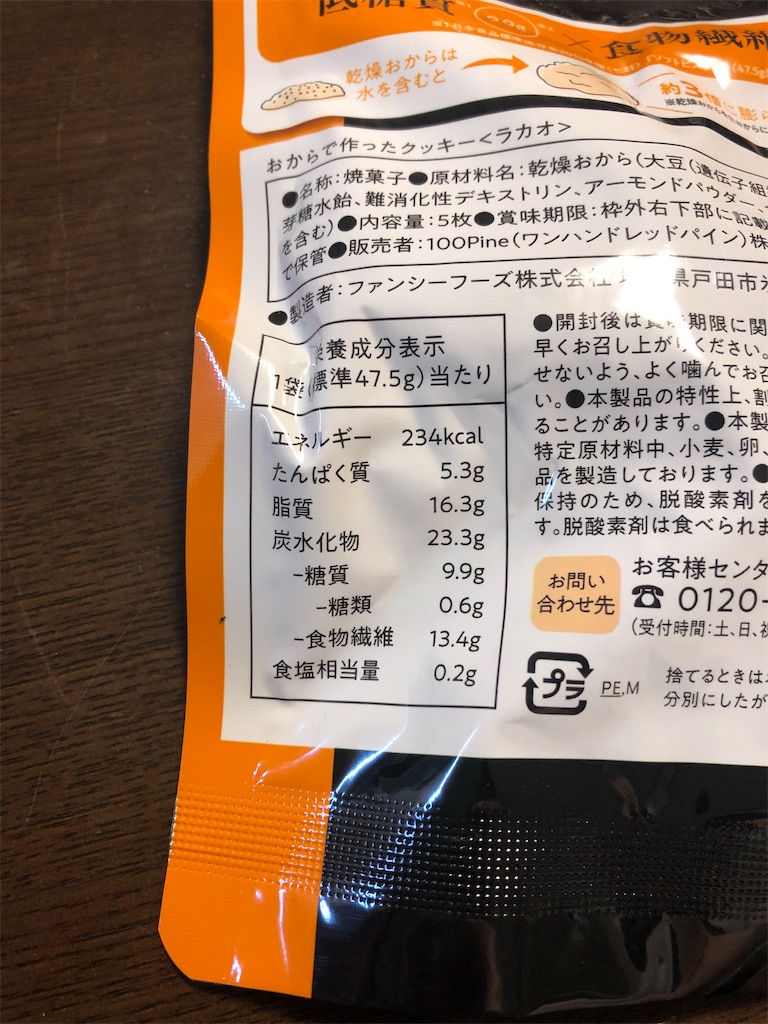 低糖質
×食物繊維
乾燥おからは
水を含むと
約3倍に膨ら
おからで作ったクッキー<ラカオ>
●名称:焼菓子●原材料名:乾燥おから(大豆(遺伝子組
芽糖水飴、難消化性デキストリン、アーモンドパウダー、
を含む)●内容量:5枚●賞味期限:枠外右下部に記載
で保管●販売者:100Pine(ワンハンドレッドパイン)株
●製造者:ファンシーフーズ株式会社 県戸田市
栄養成分表示
1袋(標準47.5g)当たり
エネルギー 234kcal
たんぱく質 5.3g
脂質 16.3g
炭水化物 23.3g
-糖質 9.9g
-糖類 0.6g
-食物繊維 13.4g
食塩相当量 0.2g
●開封後は賞味期限に関
早くお召し上がりください。
せないよう、よく噛んでお召
い。●本製品の特性上、割
ることがあります。●本製
特定原材料中、小麦、卵、
品を製造しております。●
保持のため、脱酸素剤を
す。脱酸素剤は食べられま
お問い
合わせ先
お客様センタ
☎ 0120-
(受付時間:土、日、祝
プラ
PE,M
捨てるときは
分別にしたが